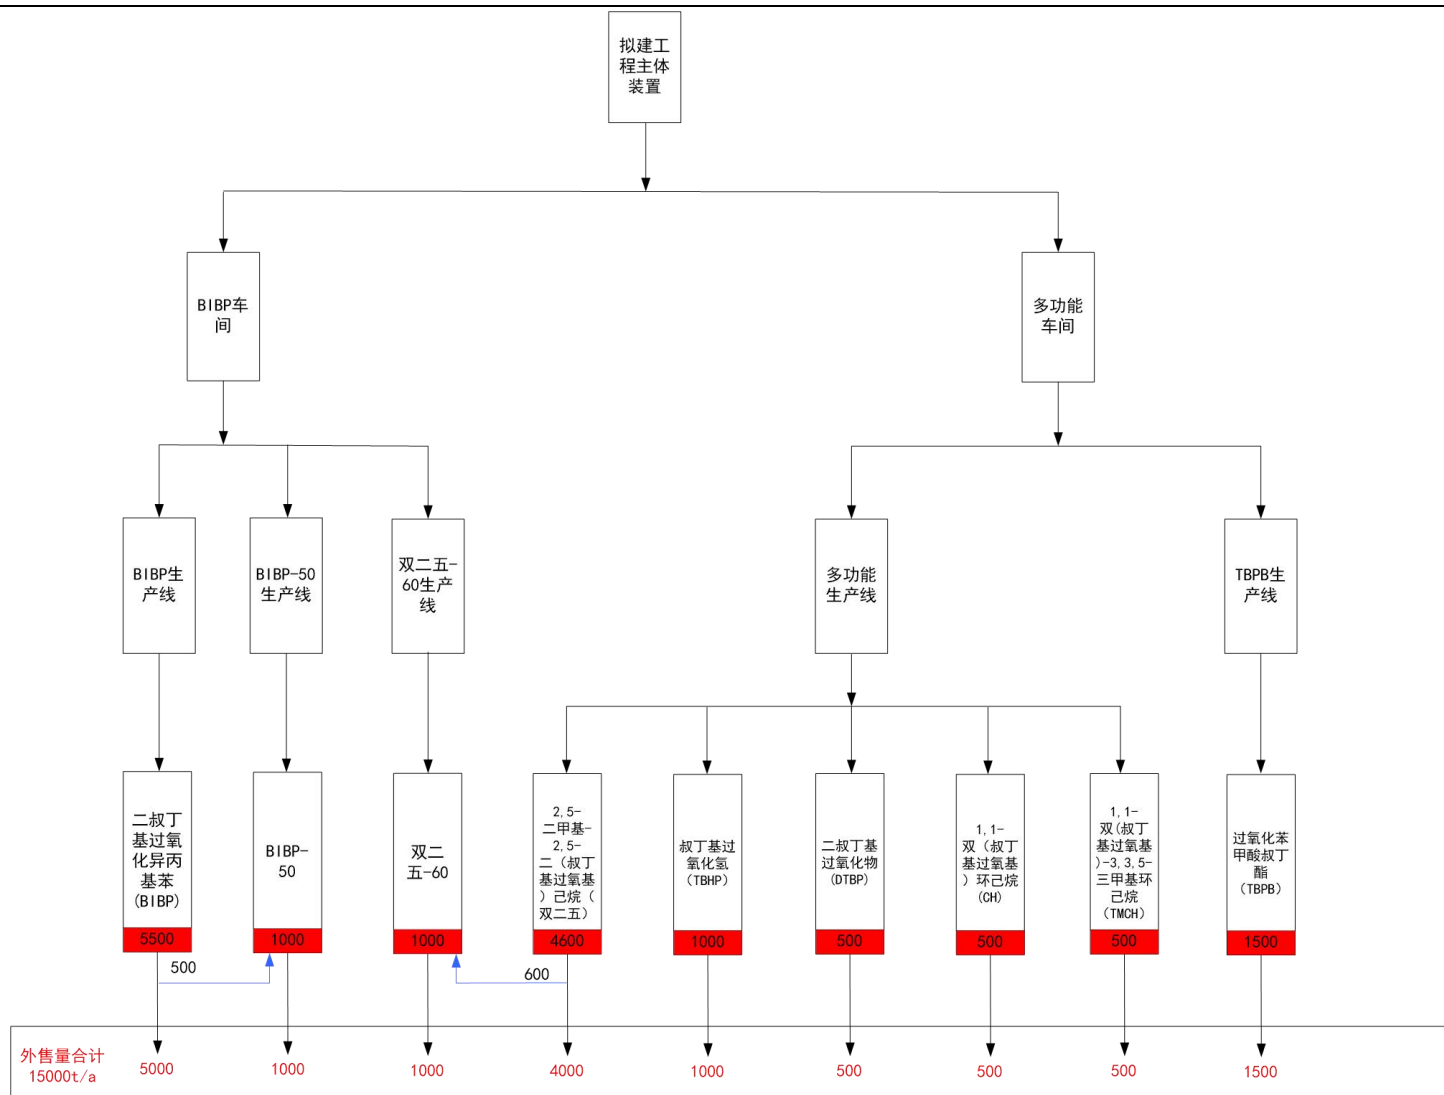 拟建工
程主体
装置
BIBP车
间
多功能
车间
BIBP生
产线
BIBP-50
生产线
双二五-
60生产
线
多功能
生产线
TBPB生
产线
二叔丁
基过氧
化异丙
基苯
(BIBP)
5500
BIBP-
50
1000
双二
五-60
1000
2,5-
二甲基-
2,5-
二（叔丁
基过氧基
）己烷（
双二五）
4600
叔丁基过
氧化氢
(TBHP)
1000
二叔丁基
过氧化物
(DTBP)
500
1,1-
双（叔丁
基过氧基
）环己烷
(CH)
500
1,1-
双(叔丁
基过氧基
)-3,3,5-
三甲基环
己烷
（TMCH)
500
过氧化苯
甲酸叔丁
酯
（TBPB）
1500
500
600
外售量合计
15000t/a
5000
1000
1000
4000
1000
500
500
500
1500